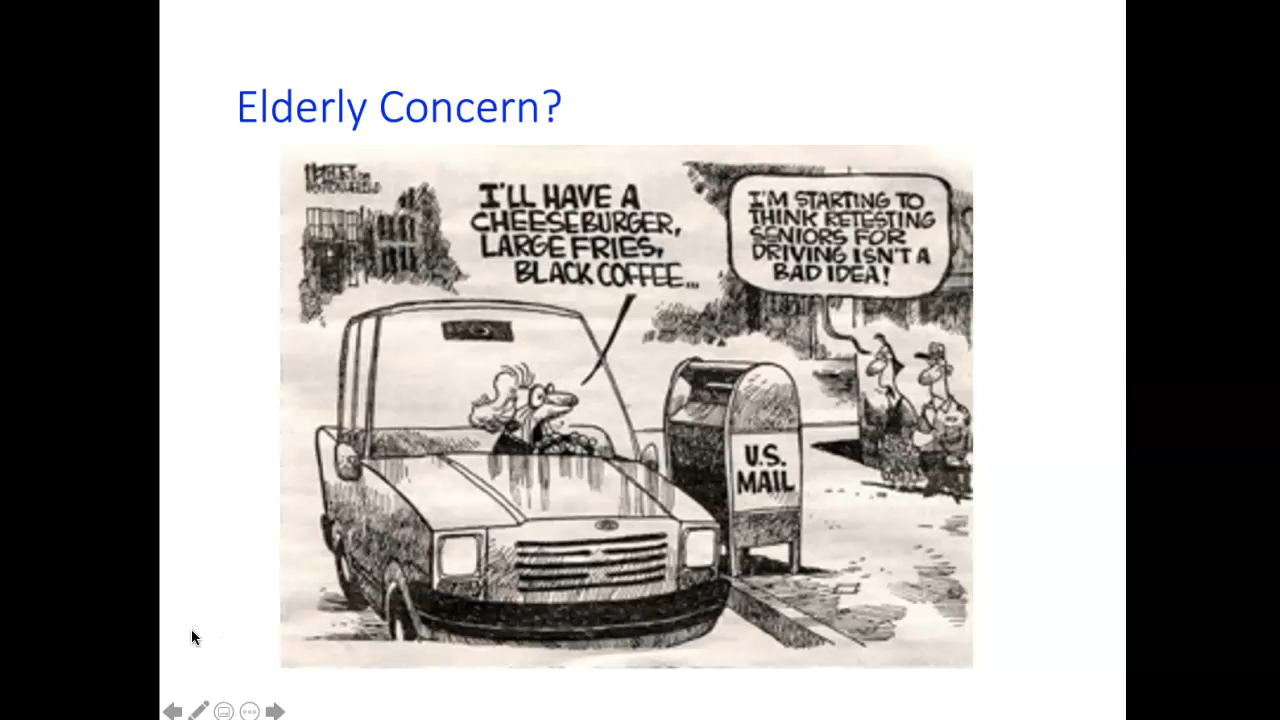 Elderly Concern?
I'LL HAVE A
CHEESEBURGER,
LARGE FRIES,
BLACK COFFEE...
I'M STARTING TO
THINK RETESTING
SENIORS FOR
DRIVING ISN'T A
BAD IDEA!
U.S.
MAIL